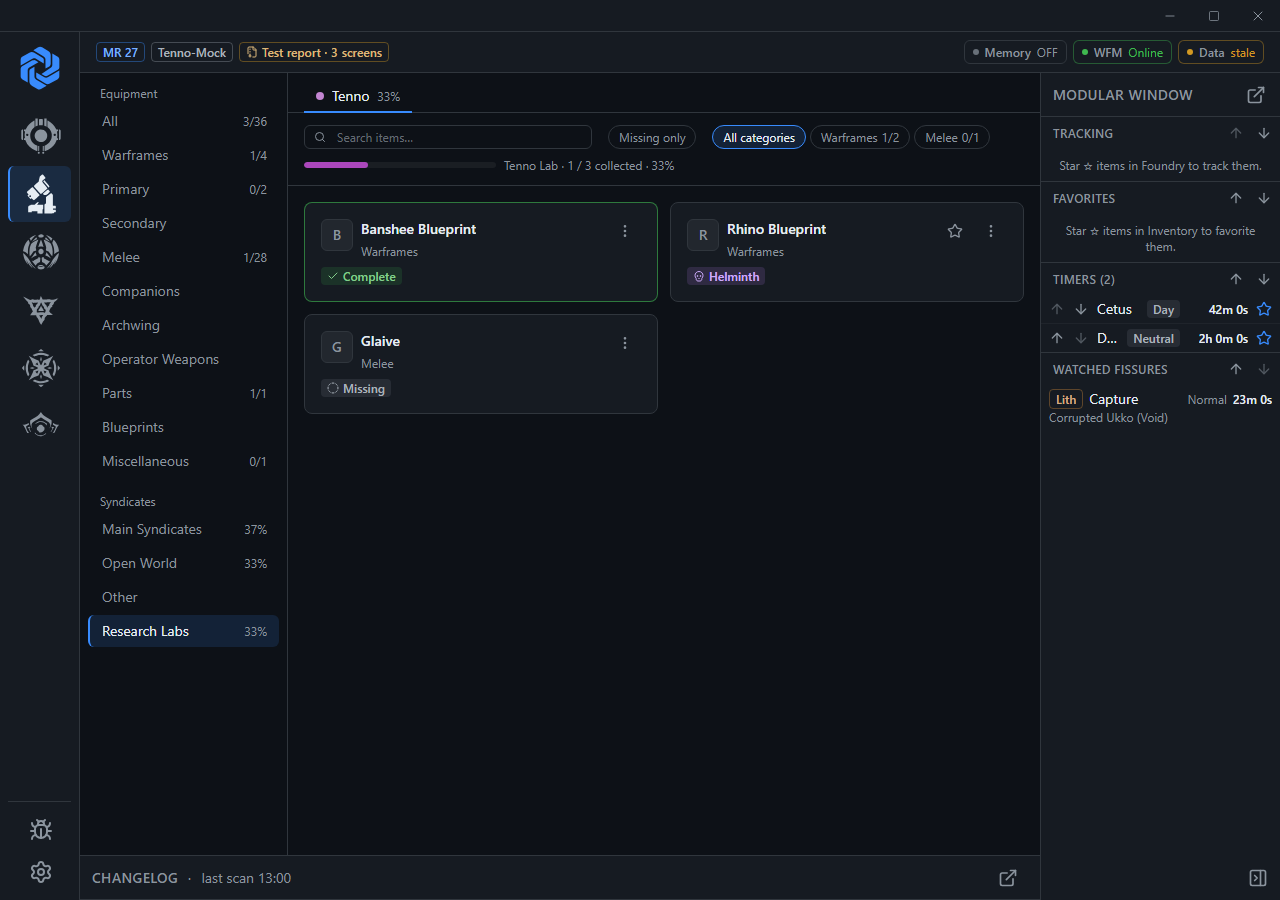 MR 27
Tenno-Mock
Test report · 3 screens
Memory OFF
WFM Online
Data stale
Equipment
All 3/36
Warframes 1/4
Primary 0/2
Secondary
Melee 1/28
Companions
Archwing
Operator Weapons
Parts 1/1
Blueprints
Miscellaneous 0/1
Syndicates
Main Syndicates 37%
Open World 33%
Other
Research Labs 33%
Tenno 33%
Search items...
Missing only
All categories
Warframes 1/2
Melee 0/1
Tenno Lab · 1 / 3 collected · 33%
B
Banshee Blueprint
Warframes
Complete
R
Rhino Blueprint
Warframes
Helminth
G
Glaive
Melee
Missing
MODULAR WINDOW
TRACKING
Star ☆ items in Foundry to track them.
FAVORITES
Star ☆ items in Inventory to favorite
them.
TIMERS (2)
Cetus Day 42m 0s
D... Neutral 2h 0m 0s
WATCHED FISSURES
Lith Capture Normal 23m 0s
Corrupted Ukko (Void)
CHANGELOG · last scan 13:00